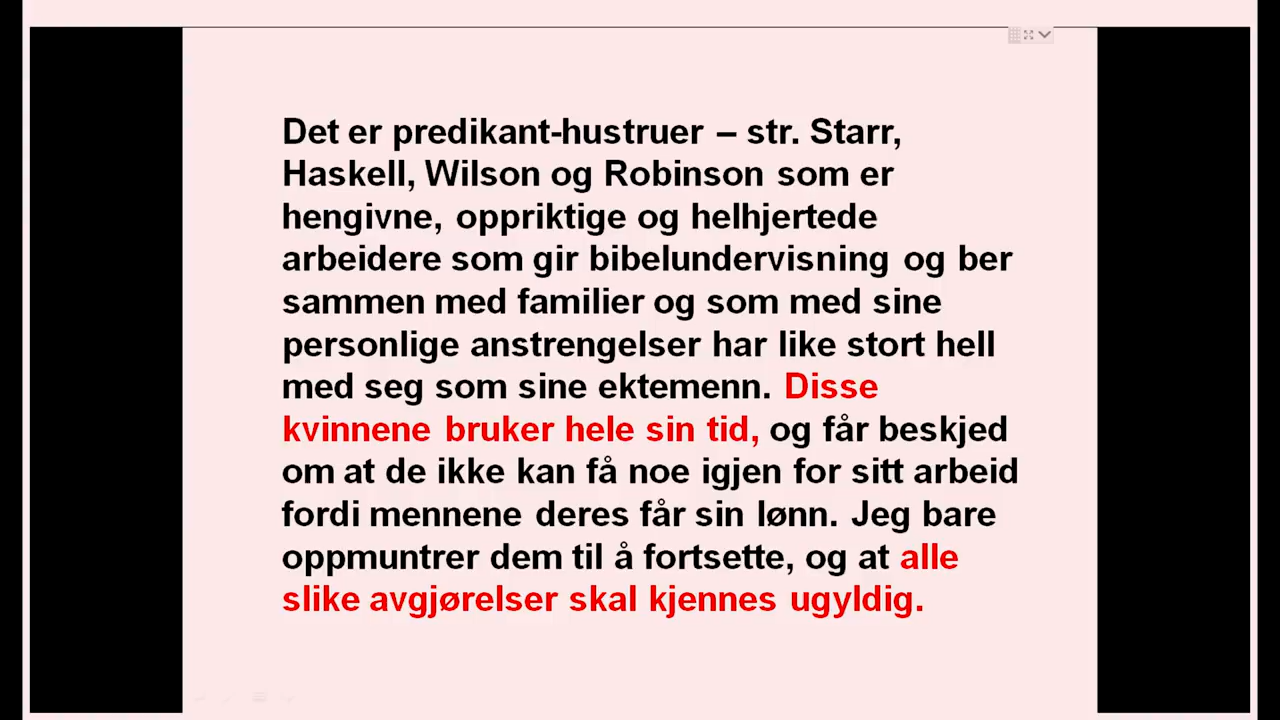 Det er predikant-hustruer – str. Starr,
Haskell, Wilson og Robinson som er
hengivne, oppriktige og helhjertede
arbeidere som gir bibelundervisning og ber
sammen med familier og som med sine
personlige anstrengelser har like stort hell
med seg som sine ektemenn. Disse
kvinnene bruker hele sin tid, og får beskjed
om at de ikke kan få noe igjen for sitt arbeid
fordi mennene deres får sin lønn. Jeg bare
oppmuntrer dem til å fortsette, og at alle
slike avgjørelser skal kjennes ugyldig.